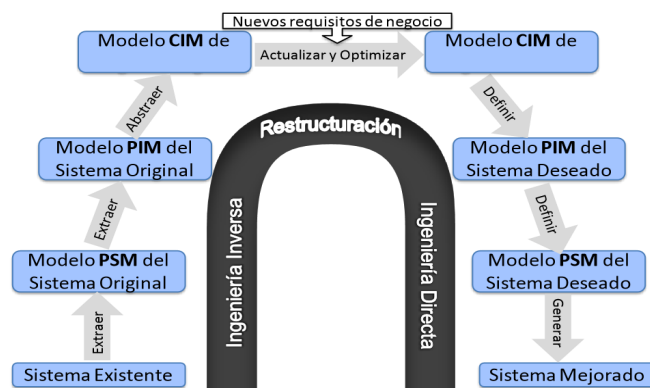 Nuevos requisitos de negocio
Modelo CIM de
Actualizar y Optimizar
Modelo CIM de
Abstraer
Definir
Restructuración
Modelo PIM del
Sistema Original
Modelo PIM del
Sistema Deseado
Extraer
Definir
Ingeniería Inversa
Ingeniería Directa
Modelo PSM del
Sistema Original
Modelo PSM del
Sistema Deseado
Extraer
Generar
Sistema Existente
Sistema Mejorado